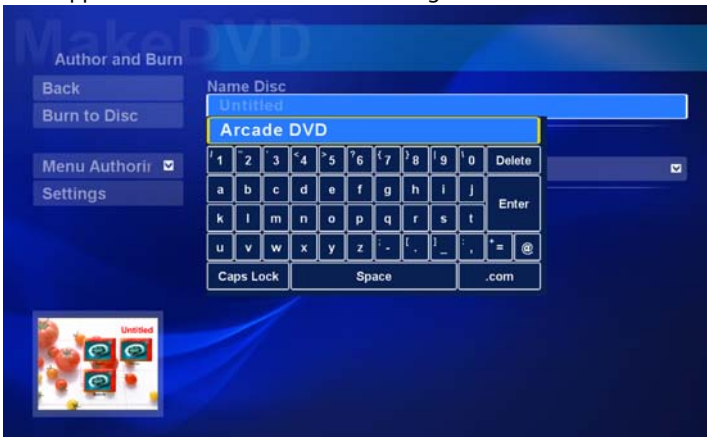 MakeDVD
Author and Burn
Back
Name Disc
Untitled
Burn to Disc
Arcade DVD
1 2 3 4 5 6 7 8 9 0 Delete
Menu Authorin
a b c d e f g h i j
Settings
Enter
k l m n o p q r s t
u v w x y z - . _ , = @
Caps Lock Space .com
Untitled